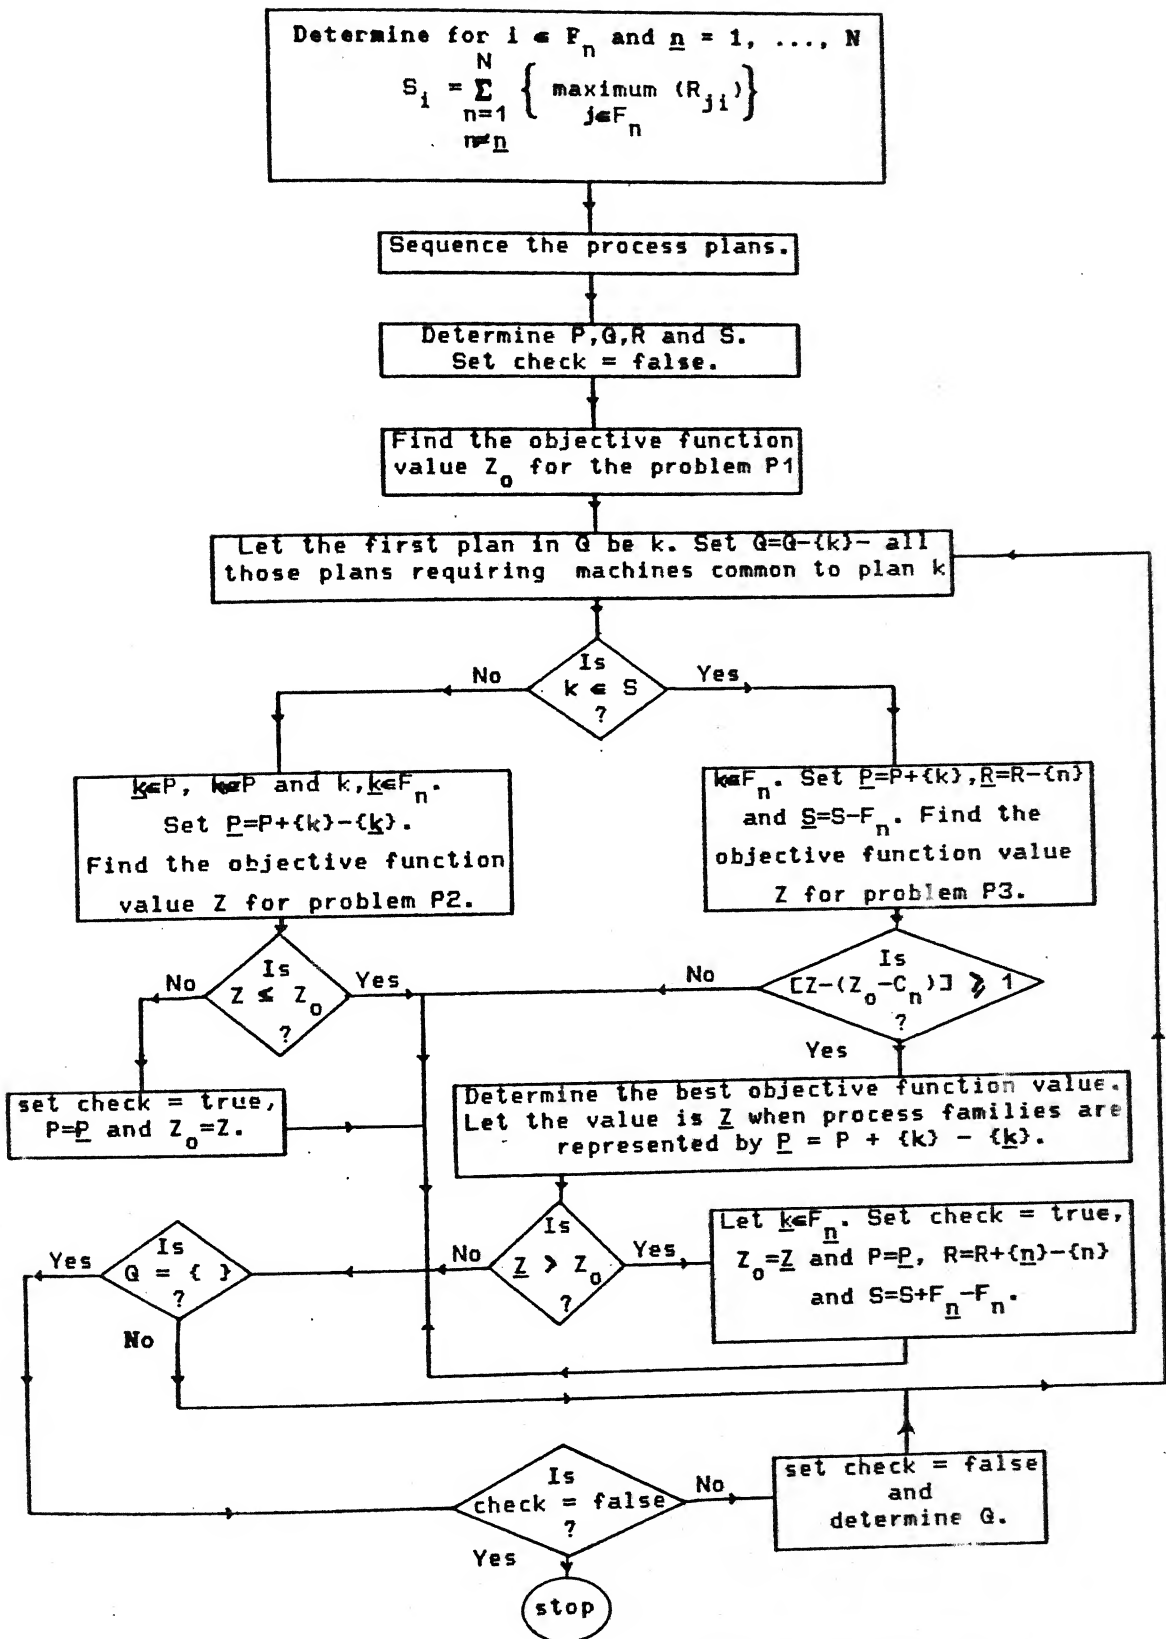 Determine for i ∈ F_n and n̲ = 1, ..., N
N
S_i = Σ { maximum (R_ji) }
n=1 j∈F_n
n≠n̲
Sequence the process plans.
Determine P,Q,R and S.
Set check = false.
Find the objective function
value Z_o for the problem P1
Let the first plan in Q be k. Set Q=Q-{k}- all
those plans requiring machines common to plan k
Is
k ∈ S
?
No
Yes
k̲∈P, k∉P and k,k̲∈F_n.
Set P̲=P+{k}-{k̲}.
Find the objective function
value Z for problem P2.
k∈F_n. Set P̲=P+{k},R̲=R-{n}
and S̲=S-F_n. Find the
objective function value
Z for problem P3.
Is
Z ≤ Z_o
?
No
Yes
Is
[Z-(Z_o-C_n)] ⩾ 1
?
No
Yes
set check = true,
P=P̲ and Z_o=Z.
Determine the best objective function value.
Let the value is Z̲ when process families are
represented by P̲ = P + {k} - {k̲}.
Is
Q = { }
?
Yes
No
Is
Z̲ > Z_o
?
No
Yes
Let k̲∈F_n̲. Set check = true,
Z_o=Z̲ and P=P̲, R=R+{n̲}-{n}
and S=S+F_n̲-F_n.
Is
check = false
?
No
Yes
set check = false
and
determine Q.
stop